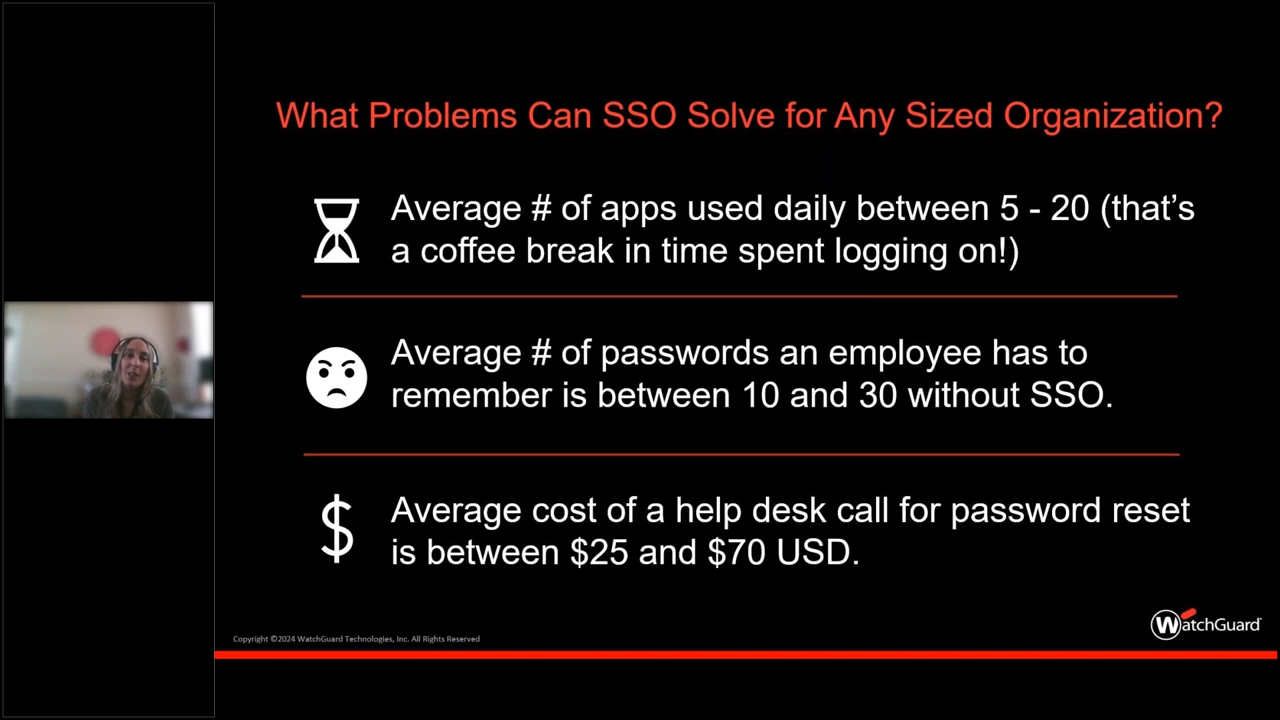 What Problems Can SSO Solve for Any Sized Organization?
Average # of apps used daily between 5 - 20 (that’s
a coffee break in time spent logging on!)
Average # of passwords an employee has to
remember is between 10 and 30 without SSO.
$ Average cost of a help desk call for password reset
is between $25 and $70 USD.
Copyright ©2024 WatchGuard Technologies, Inc. All Rights Reserved
WatchGuard